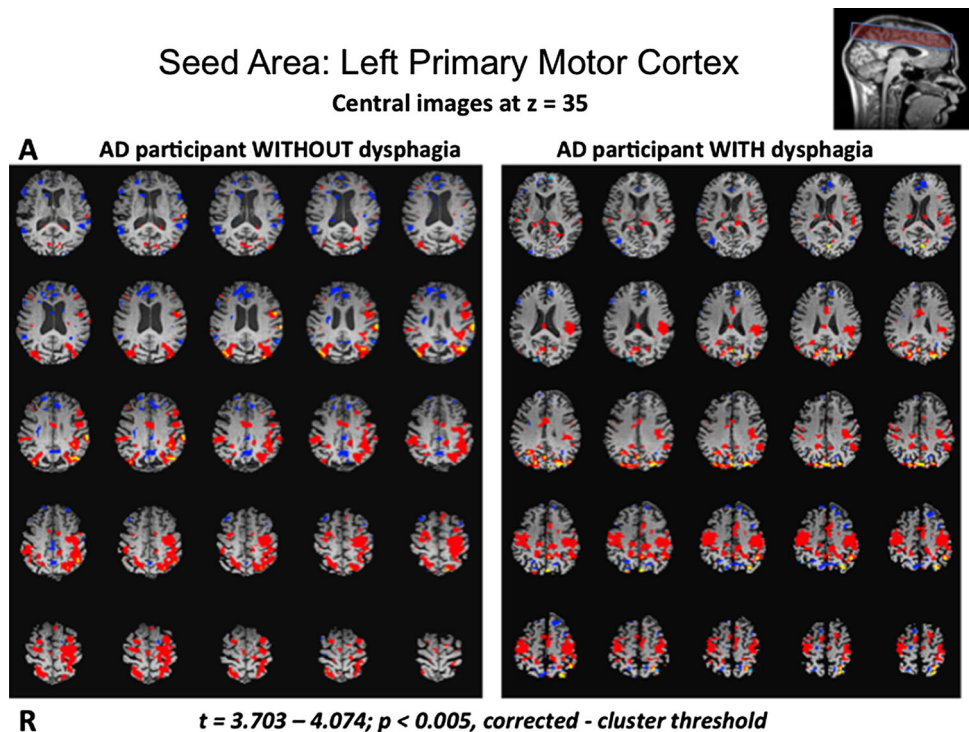 Seed Area: Left Primary Motor Cortex
Central images at z = 35
A
AD participant WITHOUT dysphagia
AD participant WITH dysphagia
R
t = 3.703 – 4.074; p < 0.005, corrected - cluster threshold